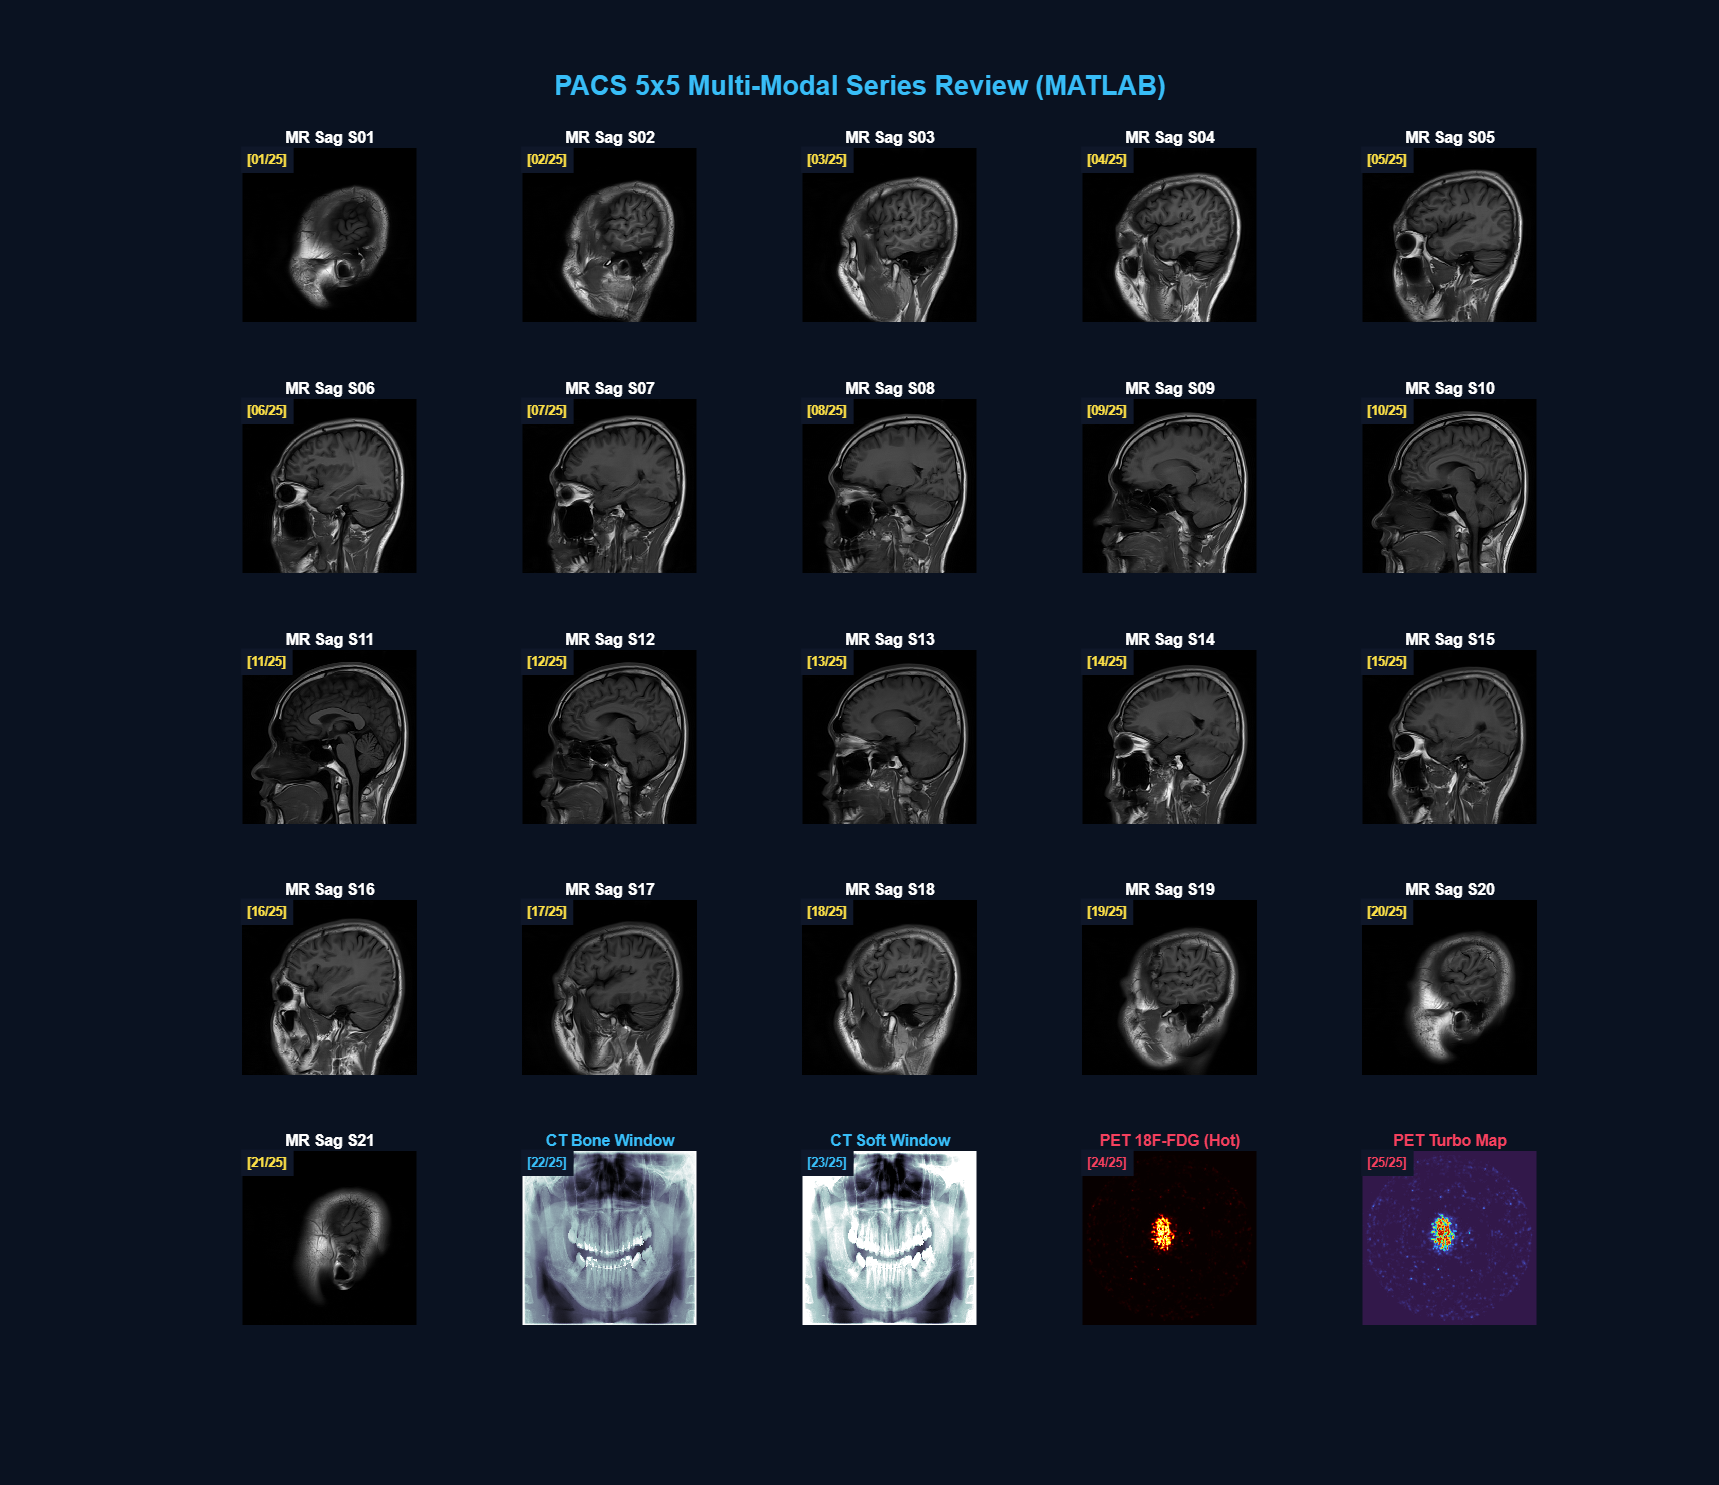 PACS 5x5 Multi-Modal Series Review (MATLAB)
MR Sag S01
[01/25]
MR Sag S02
[02/25]
MR Sag S03
[03/25]
MR Sag S04
[04/25]
MR Sag S05
[05/25]
MR Sag S06
[06/25]
MR Sag S07
[07/25]
MR Sag S08
[08/25]
MR Sag S09
[09/25]
MR Sag S10
[10/25]
MR Sag S11
[11/25]
MR Sag S12
[12/25]
MR Sag S13
[13/25]
MR Sag S14
[14/25]
MR Sag S15
[15/25]
MR Sag S16
[16/25]
MR Sag S17
[17/25]
MR Sag S18
[18/25]
MR Sag S19
[19/25]
MR Sag S20
[20/25]
MR Sag S21
[21/25]
CT Bone Window
[22/25]
CT Soft Window
[23/25]
PET 18F-FDG (Hot)
[24/25]
PET Turbo Map
[25/25]